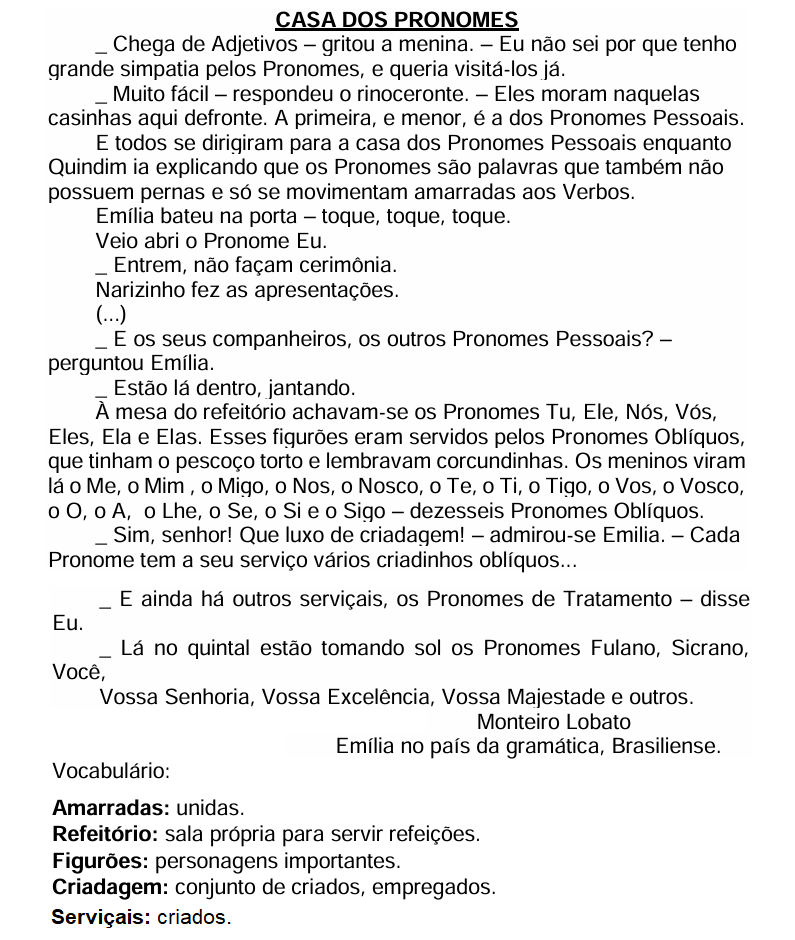 CASA DOS PRONOMES
_ Chega de Adjetivos – gritou a menina. – Eu não sei por que tenho
grande simpatia pelos Pronomes, e queria visitá-los já.
_ Muito fácil – respondeu o rinoceronte. – Eles moram naquelas
casinhas aqui defronte. A primeira, e menor, é a dos Pronomes Pessoais.
E todos se dirigiram para a casa dos Pronomes Pessoais enquanto
Quindim ia explicando que os Pronomes são palavras que também não
possuem pernas e só se movimentam amarradas aos Verbos.
Emília bateu na porta – toque, toque, toque.
Veio abri o Pronome Eu.
_ Entrem, não façam cerimônia.
Narizinho fez as apresentações.
(...)
_ E os seus companheiros, os outros Pronomes Pessoais? –
perguntou Emília.
_ Estão lá dentro, jantando.
À mesa do refeitório achavam-se os Pronomes Tu, Ele, Nós, Vós,
Eles, Ela e Elas. Esses figurões eram servidos pelos Pronomes Oblíquos,
que tinham o pescoço torto e lembravam corcundinhas. Os meninos viram
lá o Me, o Mim , o Migo, o Nos, o Nosco, o Te, o Ti, o Tigo, o Vos, o Vosco,
o O, o A,  o Lhe, o Se, o Si e o Sigo – dezesseis Pronomes Oblíquos.
_ Sim, senhor! Que luxo de criadagem! – admirou-se Emilia. – Cada
Pronome tem a seu serviço vários criadinhos oblíquos...
_ E ainda há outros serviçais, os Pronomes de Tratamento – disse
Eu.
_ Lá no quintal estão tomando sol os Pronomes Fulano, Sicrano,
Você,
Vossa Senhoria, Vossa Excelência, Vossa Majestade e outros.
Monteiro Lobato
Emília no país da gramática, Brasiliense.
Vocabulário:
Amarradas: unidas.
Refeitório: sala própria para servir refeições.
Figurões: personagens importantes.
Criadagem: conjunto de criados, empregados.
Serviçais: criados.